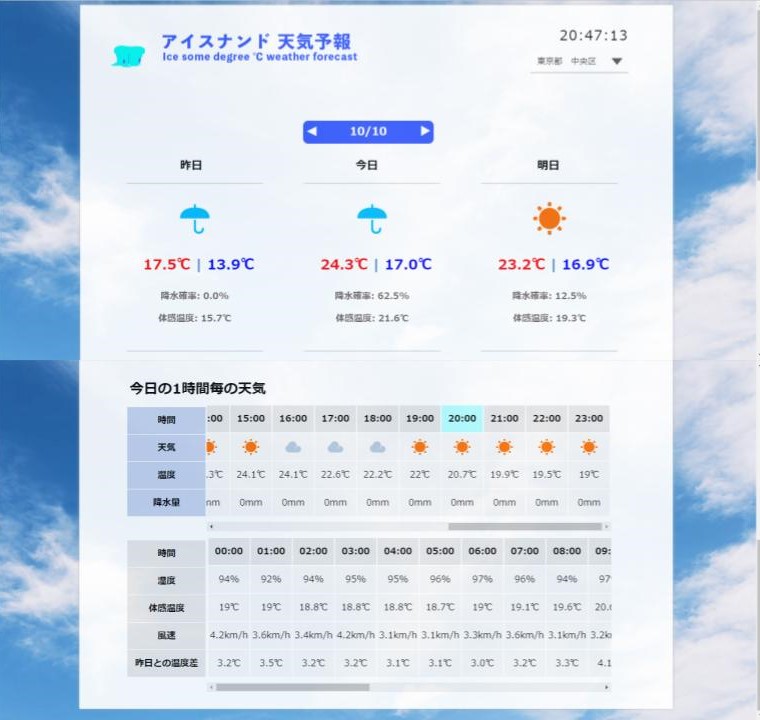 アイスナンド 天気予報
Ice some degree ℃ weather forecast
20:47:13
東京都 中央区
10/10
昨日 今日 明日
17.5℃ | 13.9℃ 24.3℃ | 17.0℃ 23.2℃ | 16.9℃
降水確率: 0.0% 降水確率: 62.5% 降水確率: 12.5%
体感温度: 15.7℃ 体感温度: 21.6℃ 体感温度: 19.3℃
今日の1時間毎の天気
時間 :00 15:00 16:00 17:00 18:00 19:00 20:00 21:00 22:00 23:00
天気
温度 .3℃ 24.1℃ 24.1℃ 22.6℃ 22.2℃ 22℃ 20.7℃ 19.9℃ 19.5℃ 19℃
降水量 mm 0mm 0mm 0mm 0mm 0mm 0mm 0mm 0mm 0mm
時間 00:00 01:00 02:00 03:00 04:00 05:00 06:00 07:00 08:00 09:
湿度 94% 92% 94% 95% 95% 96% 97% 96% 94% 97
体感温度 19℃ 19℃ 18.8℃ 18.8℃ 18.8℃ 18.7℃ 19℃ 19.1℃ 19.6℃ 20.
風速 4.2km/h 3.6km/h 3.4km/h 4.2km/h 3.1km/h 3.1km/h 3.3km/h 3.6km/h 3.1km/h 3.2k
昨日との温度差 3.2℃ 3.5℃ 3.2℃ 3.2℃ 3.1℃ 3.1℃ 3.0℃ 3.2℃ 3.3℃ 4.1